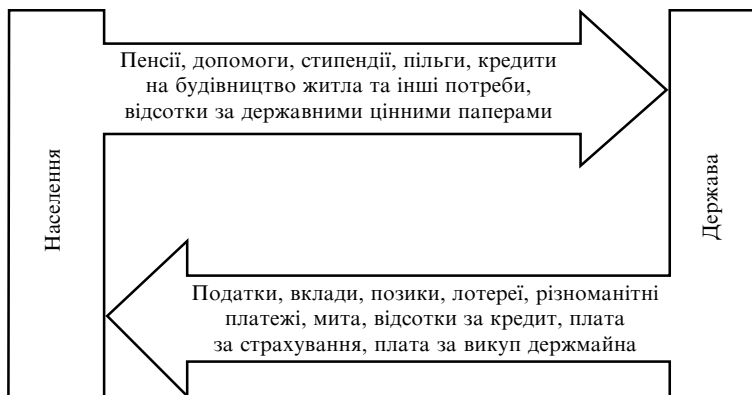 Населення
Пенсії, допомоги, стипендії, пільги, кредити
на будівництво житла та інші потреби,
відсотки за державними цінними паперами
Держава
Податки, вклади, позики, лотереї, різноманітні
платежі, мита, відсотки за кредит, плата
за страхування, плата за викуп держмайна